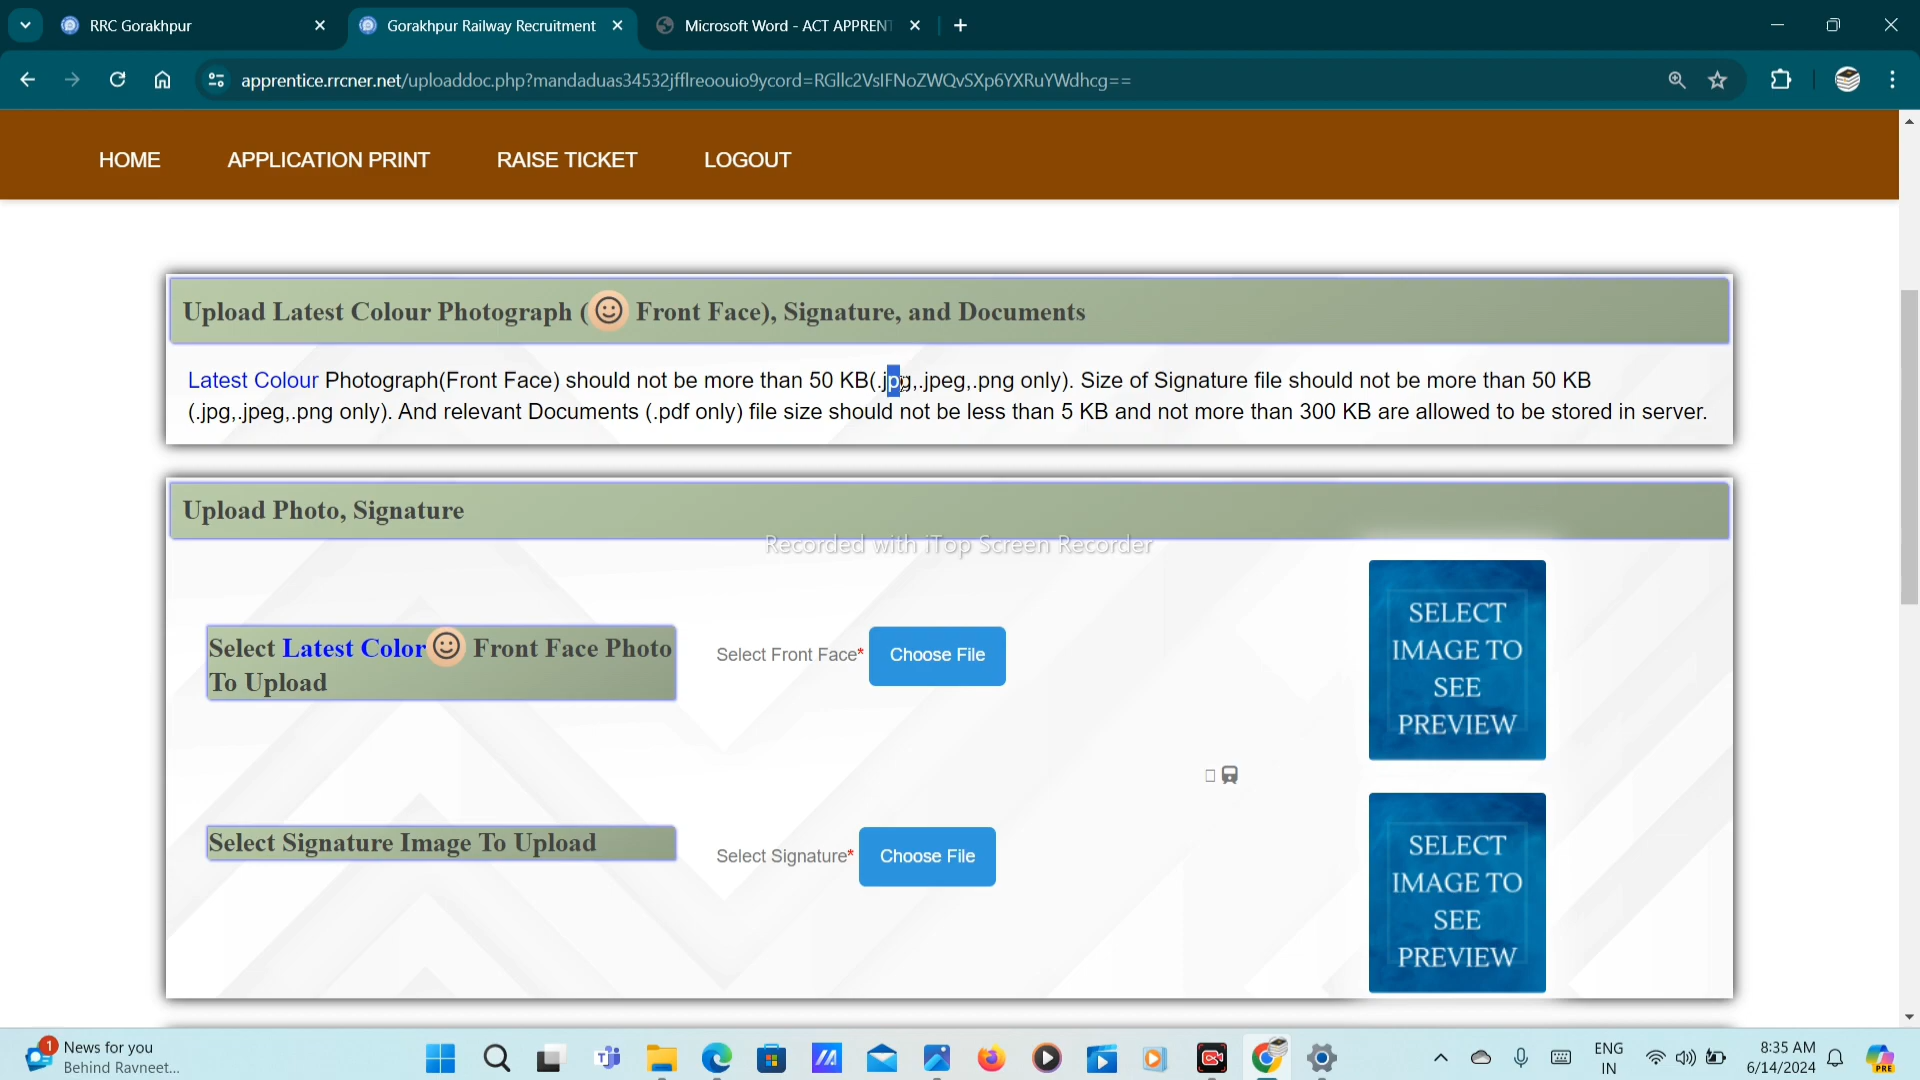 RRC Gorakhpur
Gorakhpur Railway Recruitment
Microsoft Word - ACT APPREN
apprentice.rrcner.net/uploaddoc.php?mandaduas34532jfflreoouio9ycord=RGllc2VsIFNoZWQvSXp6YXRuYWdhcg==
HOME APPLICATION PRINT RAISE TICKET LOGOUT
Upload Latest Colour Photograph ( Front Face), Signature, and Documents
Latest Colour Photograph(Front Face) should not be more than 50 KB(.jpg,.jpeg,.png only). Size of Signature file should not be more than 50 KB
(.jpg,.jpeg,.png only). And relevant Documents (.pdf only) file size should not be less than 5 KB and not more than 300 KB are allowed to be stored in server.
Upload Photo, Signature
Recorded with iTop Screen Recorder
Select Latest Color Front Face Photo
To Upload
Select Front Face*
Choose File
SELECT
IMAGE TO
SEE
PREVIEW
Select Signature Image To Upload
Select Signature*
Choose File
SELECT
IMAGE TO
SEE
PREVIEW
1
News for you
Behind Ravneet...
ENG
IN
8:35 AM
6/14/2024
PRE